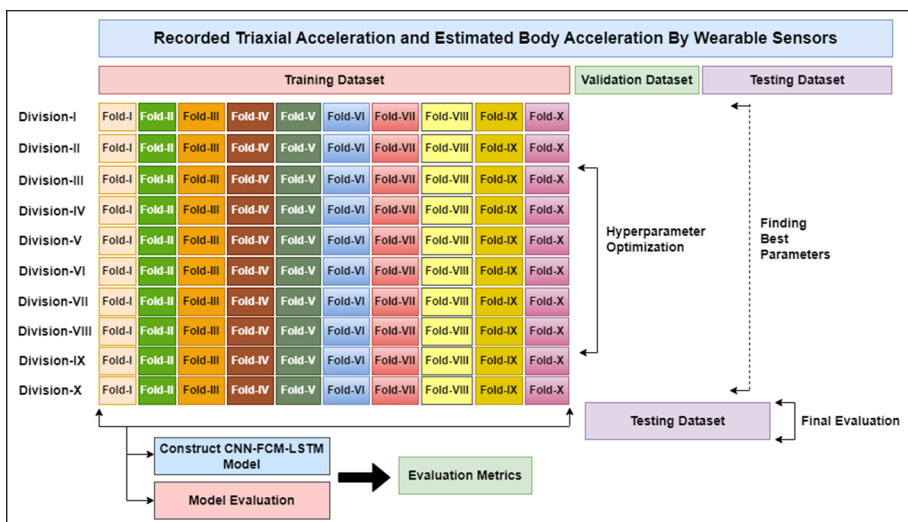 Recorded Triaxial Acceleration and Estimated Body Acceleration By Wearable Sensors
Training Dataset
Validation Dataset
Testing Dataset
Division-I Fold-I Fold-II Fold-III Fold-IV Fold-V Fold-VI Fold-VII Fold-VIII Fold-IX Fold-X
Division-II Fold-I Fold-II Fold-III Fold-IV Fold-V Fold-VI Fold-VII Fold-VIII Fold-IX Fold-X
Division-III Fold-I Fold-II Fold-III Fold-IV Fold-V Fold-VI Fold-VII Fold-VIII Fold-IX Fold-X
Division-IV Fold-I Fold-II Fold-III Fold-IV Fold-V Fold-VI Fold-VII Fold-VIII Fold-IX Fold-X
Division-V Fold-I Fold-II Fold-III Fold-IV Fold-V Fold-VI Fold-VII Fold-VIII Fold-IX Fold-X
Division-VI Fold-I Fold-II Fold-III Fold-IV Fold-V Fold-VI Fold-VII Fold-VIII Fold-IX Fold-X
Division-VII Fold-I Fold-II Fold-III Fold-IV Fold-V Fold-VI Fold-VII Fold-VIII Fold-IX Fold-X
Division-VIII Fold-I Fold-II Fold-III Fold-IV Fold-V Fold-VI Fold-VII Fold-VIII Fold-IX Fold-X
Division-IX Fold-I Fold-II Fold-III Fold-IV Fold-V Fold-VI Fold-VII Fold-VIII Fold-IX Fold-X
Division-X Fold-I Fold-II Fold-III Fold-IV Fold-V Fold-VI Fold-VII Fold-VIII Fold-IX Fold-X
Hyperparameter
Optimization
Finding
Best
Parameters
Testing Dataset
Final Evaluation
Construct CNN-FCM-LSTM
Model
Model Evaluation
Evaluation Metrics